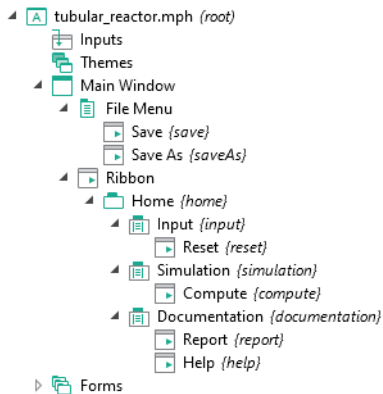 tubular_reactor.mph (root)
Inputs
Themes
Main Window
File Menu
Save {save}
Save As {saveAs}
Ribbon
Home {home}
Input {input}
Reset {reset}
Simulation {simulation}
Compute {compute}
Documentation {documentation}
Report {report}
Help {help}
Forms